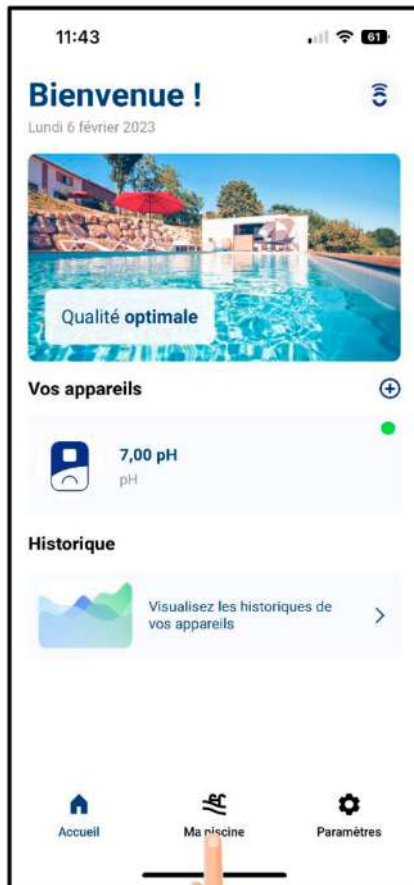 11:43
61
Bienvenue !
Lundi 6 février 2023
Qualité optimale
Vos appareils
7,00 pH
pH
Historique
Visualisez les historiques de
vos appareils
Accueil
Ma piscine
Paramètres